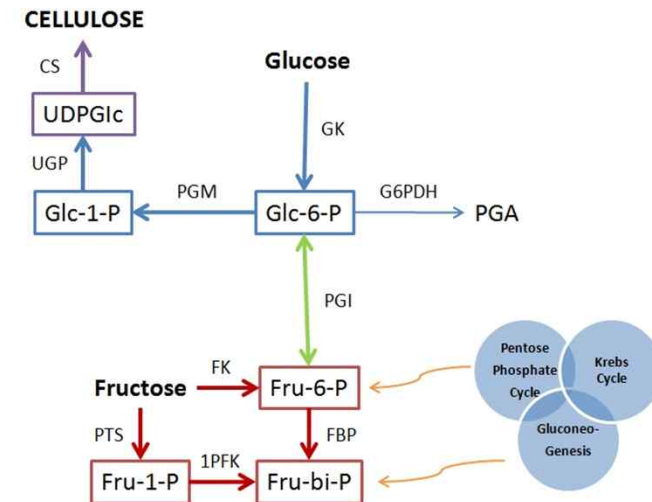 CELLULOSE
CS
Glucose
UDPGlc
GK
UGP
PGM
G6PDH
Glc-1-P
Glc-6-P
PGA
PGI
Pentose
Phosphate
Cycle
Krebs
Cycle
FK
Fructose
Fru-6-P
PTS
FBP
Gluconeo-
Genesis
1PFK
Fru-1-P
Fru-bi-P